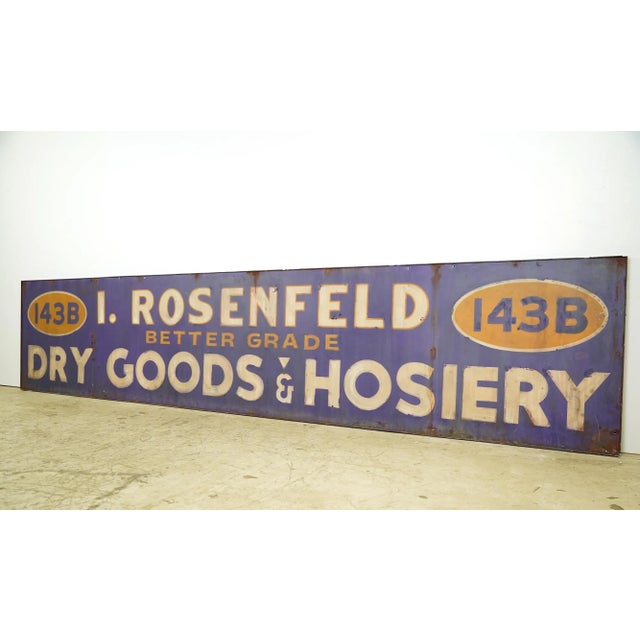 143B I. ROSENFELD 143B
BETTER GRADE
DRY GOODS & HOSIERY